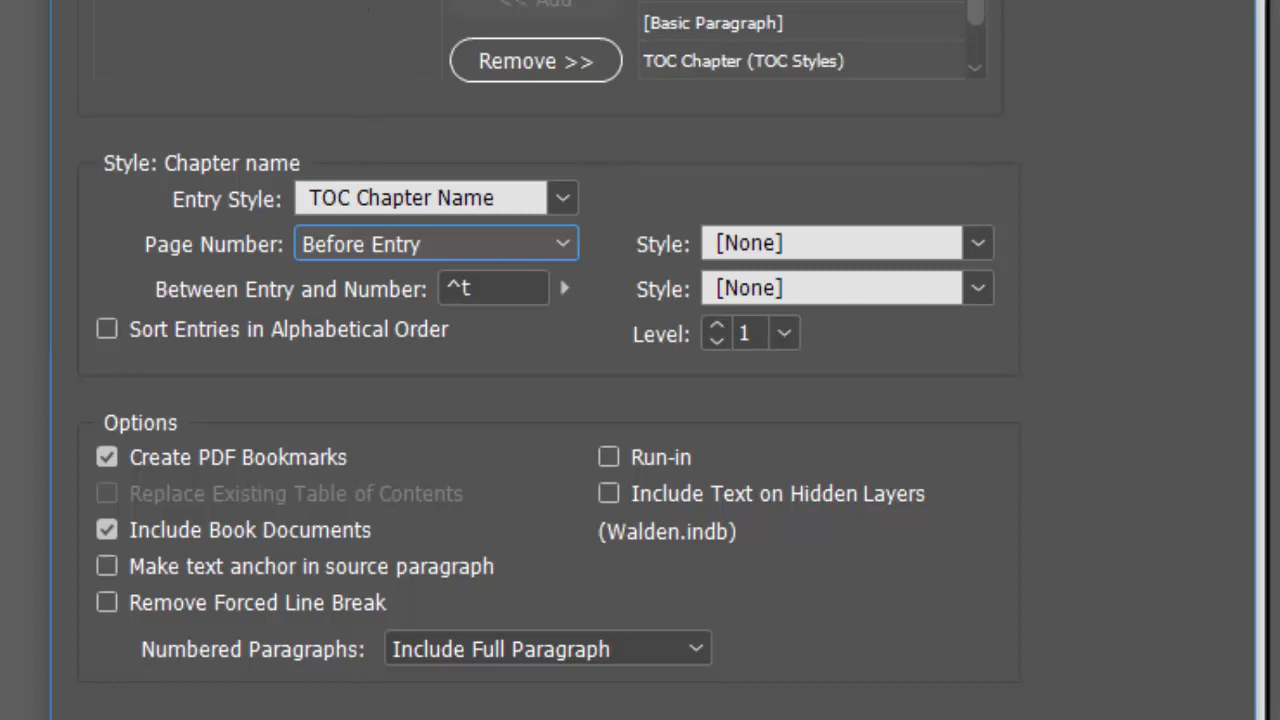 << Add
[Basic Paragraph]
Remove >>
TOC Chapter (TOC Styles)
Style: Chapter name
Entry Style: TOC Chapter Name
Page Number: Before Entry Style: [None]
Between Entry and Number: ^t Style: [None]
Sort Entries in Alphabetical Order Level: 1
Options
Create PDF Bookmarks Run-in
Replace Existing Table of Contents Include Text on Hidden Layers
Include Book Documents (Walden.indb)
Make text anchor in source paragraph
Remove Forced Line Break
Numbered Paragraphs: Include Full Paragraph